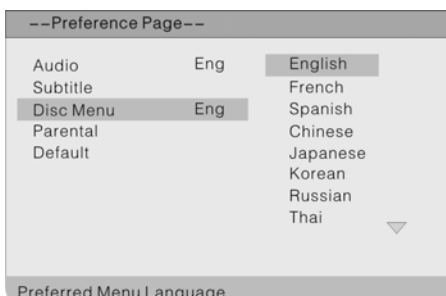 --Preference Page--
Audio Eng English
Subtitle French
Disc Menu Eng Spanish
Parental Chinese
Default Japanese
Korean
Russian
Thai
Preferred Menu Language